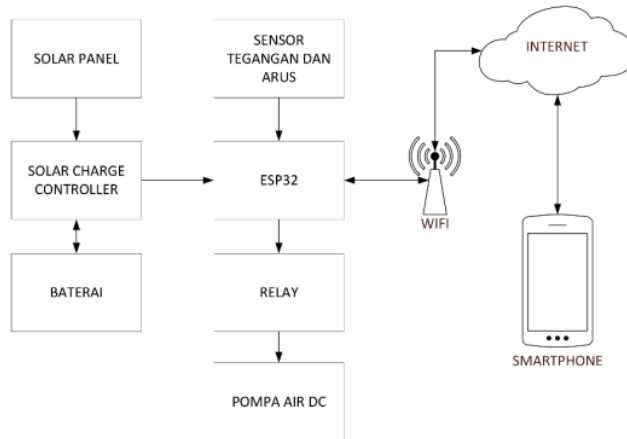 SOLAR PANEL
SENSOR
TEGANGAN DAN
ARUS
INTERNET
SOLAR CHARGE
CONTROLLER
ESP32
WIFI
BATERAI
RELAY
SMARTPHONE
POMPA AIR DC